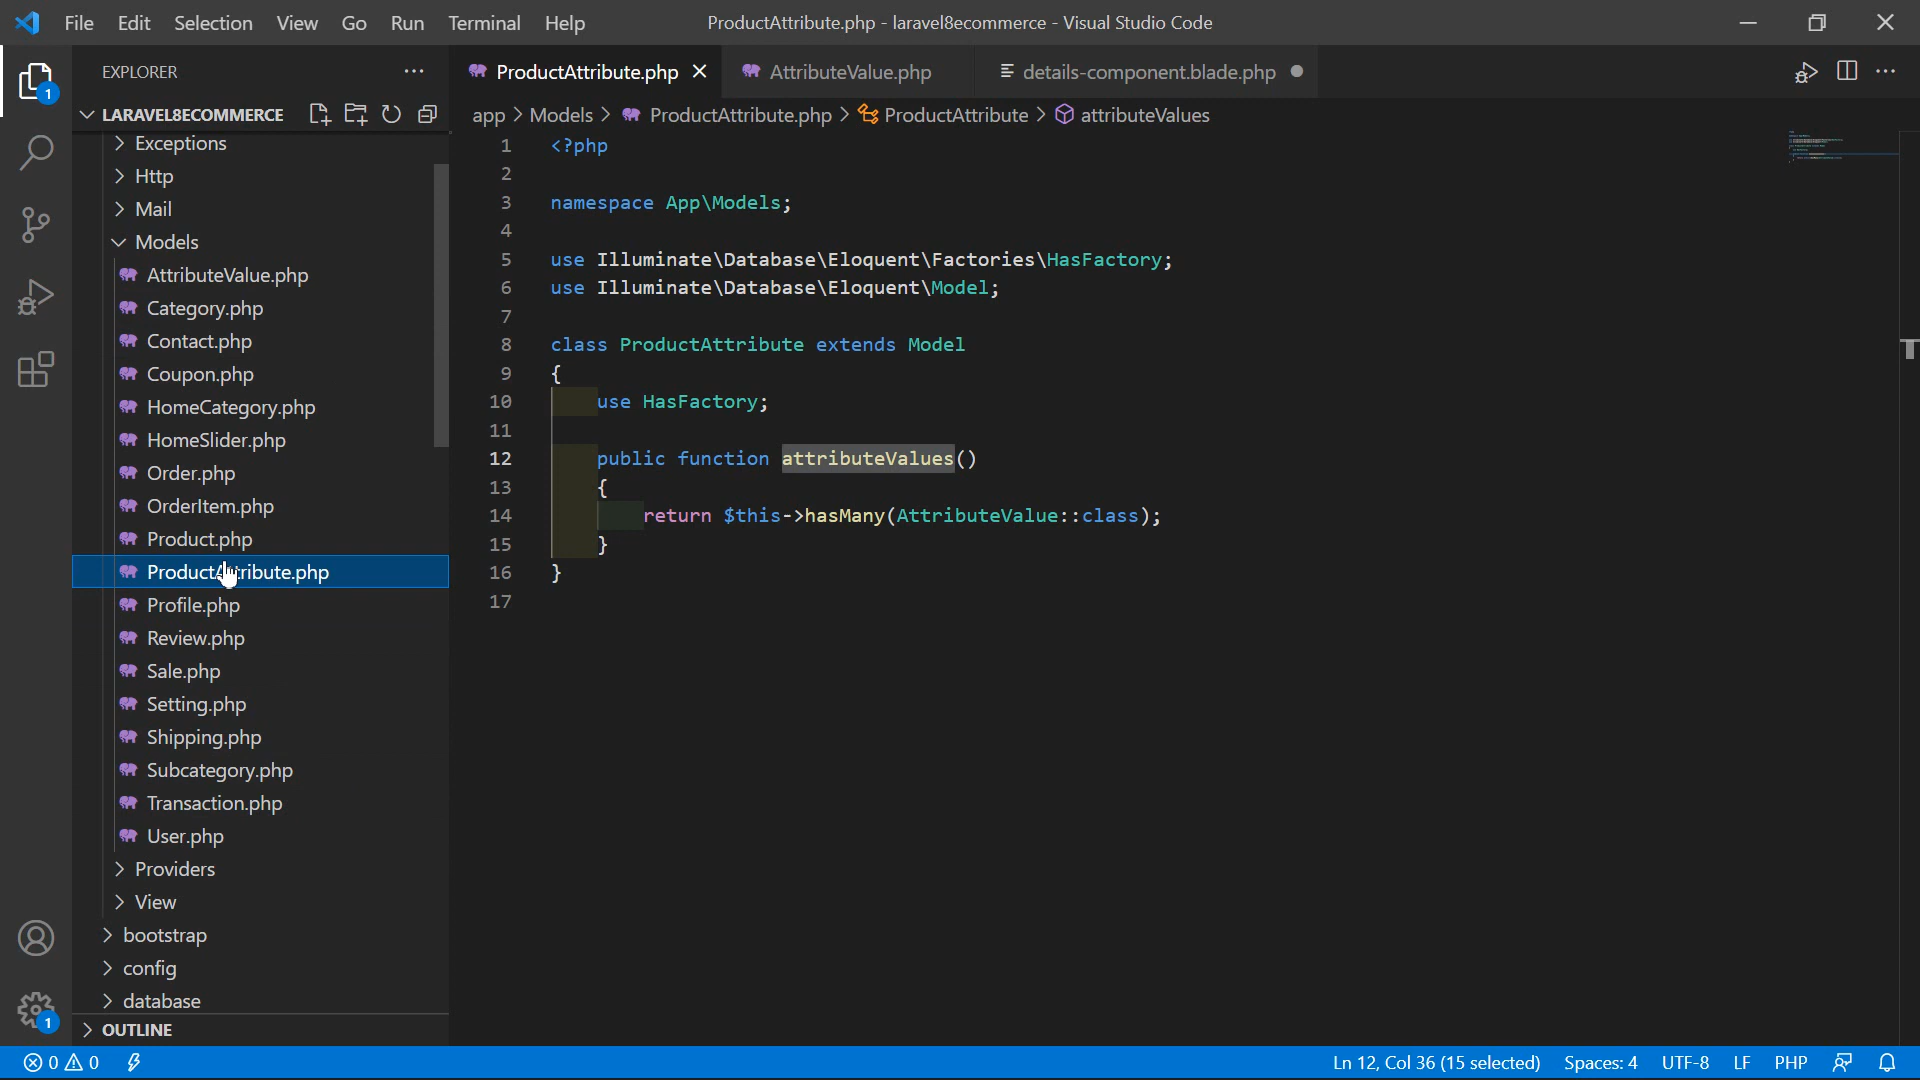 File Edit Selection View Go Run Terminal Help
ProductAttribute.php - laravel8ecommerce - Visual Studio Code
EXPLORER
LARAVEL8ECOMMERCE
Exceptions
Http
Mail
Models
AttributeValue.php
Category.php
Contact.php
Coupon.php
HomeCategory.php
HomeSlider.php
Order.php
OrderItem.php
Product.php
ProductAttribute.php
Profile.php
Review.php
Sale.php
Setting.php
Shipping.php
Subcategory.php
Transaction.php
User.php
Providers
View
bootstrap
config
database
OUTLINE
1
1
ProductAttribute.php AttributeValue.php details-component.blade.php
app > Models > ProductAttribute.php > ProductAttribute > attributeValues
1 <?php
2
3 namespace App\Models;
4
5 use Illuminate\Database\Eloquent\Factories\HasFactory;
6 use Illuminate\Database\Eloquent\Model;
7
8 class ProductAttribute extends Model
9 {
10 use HasFactory;
11
12 public function attributeValues()
13 {
14 return $this->hasMany(AttributeValue::class);
15 }
16 }
17
0 0
Ln 12, Col 36 (15 selected) Spaces: 4 UTF-8 LF PHP